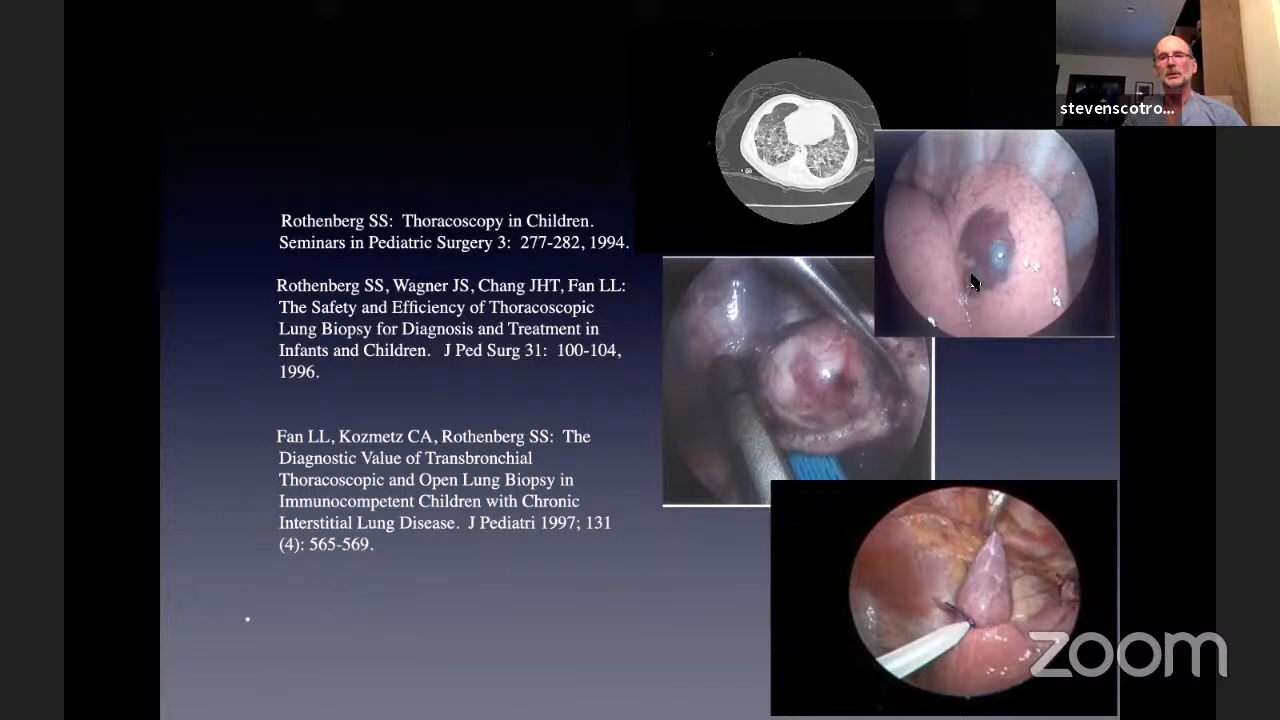 stevenscotro...
Rothenberg SS: Thoracoscopy in Children.
Seminars in Pediatric Surgery 3: 277-282, 1994.
Rothenberg SS, Wagner JS, Chang JHT, Fan LL:
The Safety and Efficiency of Thoracoscopic
Lung Biopsy for Diagnosis and Treatment in
Infants and Children. J Ped Surg 31: 100-104,
1996.
Fan LL, Kozmetz CA, Rothenberg SS: The
Diagnostic Value of Transbronchial
Thoracoscopic and Open Lung Biopsy in
Immunocompetent Children with Chronic
Interstitial Lung Disease. J Pediatri 1997; 131
(4): 565-569.
zoom